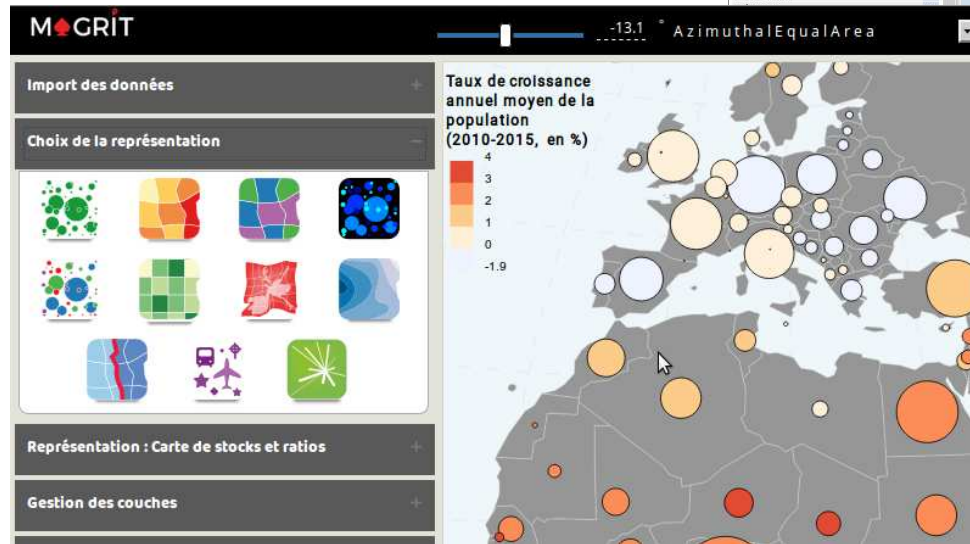 MAGRIT
-13.1 ° AzimuthalEqualArea
Import des données
Choix de la représentation
Représentation : Carte de stocks et ratios
Gestion des couches
Taux de croissance
annuel moyen de la
population
(2010-2015, en %)
4
3
2
1
0
-1.9